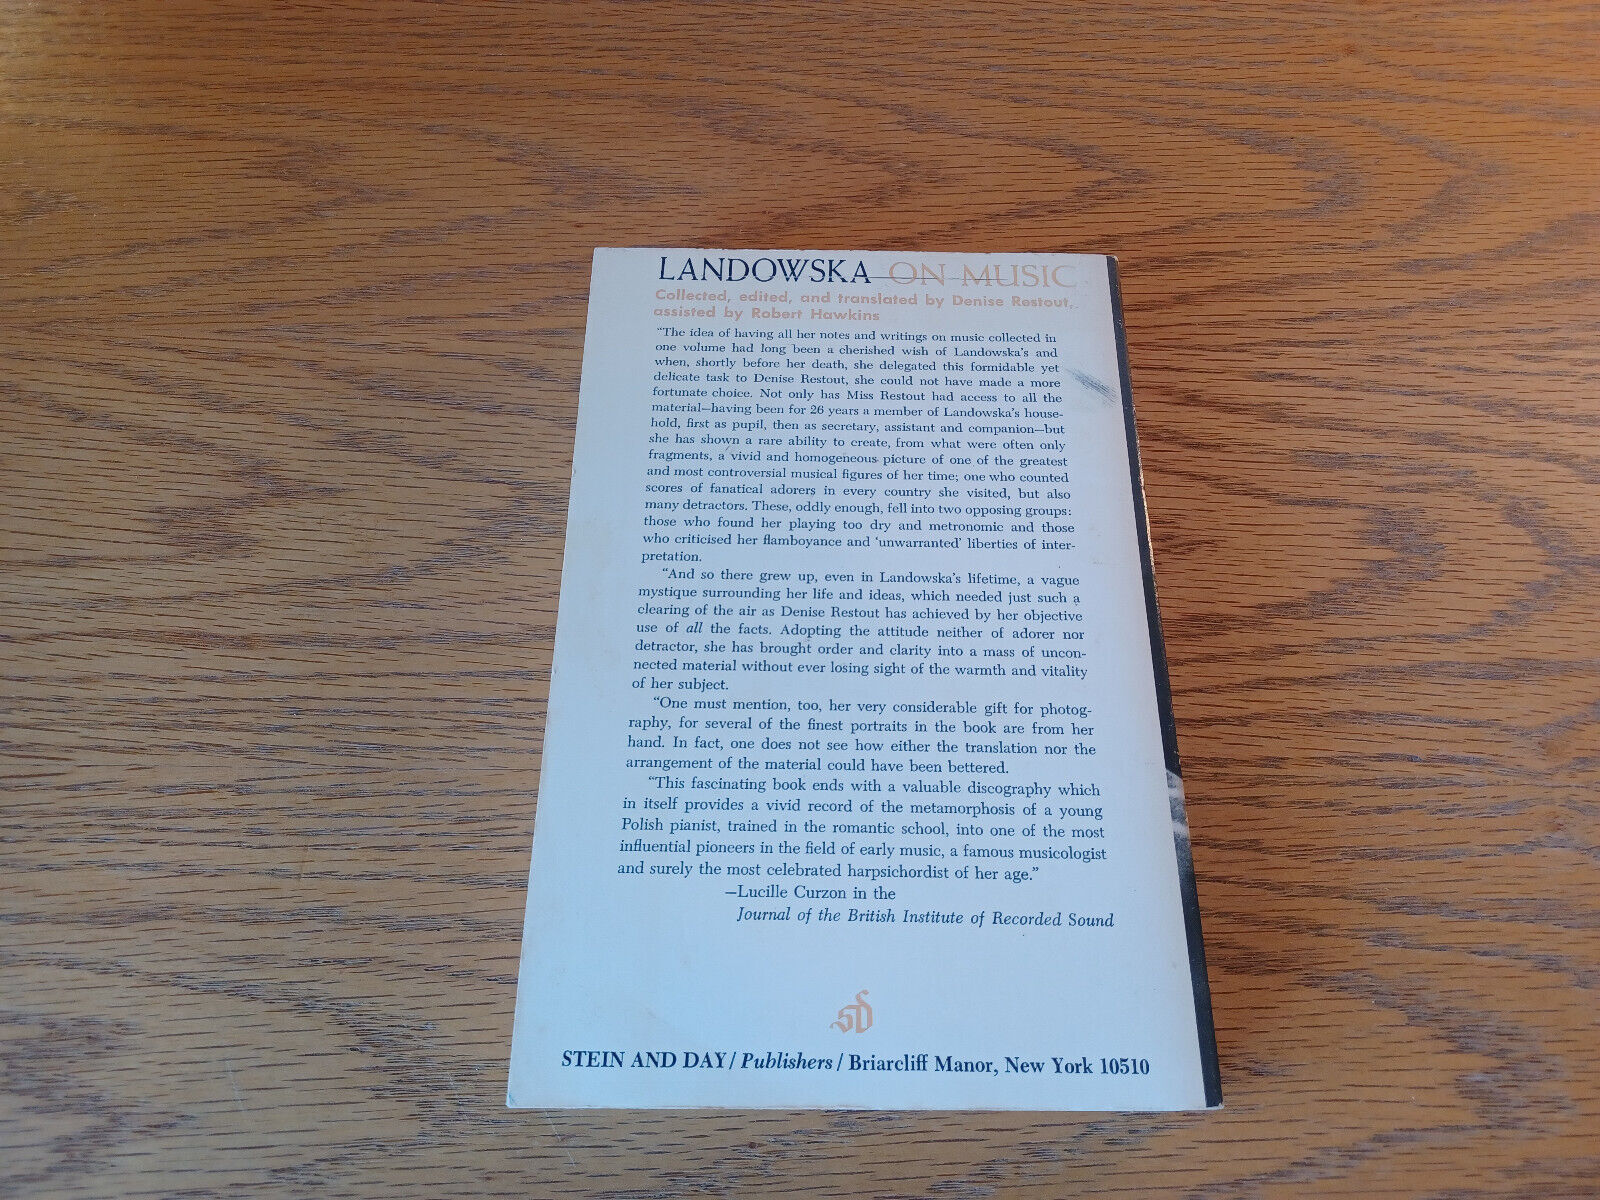 LANDOWSKA ON MUSIC
Collected, edited, and translated by Denise Restout,
assisted by Robert Hawkins
“The idea of having all her notes and writings on music collected in
one volume had long been a cherished wish of Landowska’s and
when, shortly before her death, she delegated this formidable yet
delicate task to Denise Restout, she could not have made a more
fortunate choice. Not only has Miss Restout had access to all the
material—having been for 26 years a member of Landowska’s house-
hold, first as pupil, then as secretary, assistant and companion—but
she has shown a rare ability to create, from what were often only
fragments, a vivid and homogeneous picture of one of the greatest
and most controversial musical figures of her time; one who counted
scores of fanatical adorers in every country she visited, but also
many detractors. These, oddly enough, fell into two opposing groups:
those who found her playing too dry and metronomic and those
who criticised her flamboyance and ‘unwarranted’ liberties of inter-
pretation.
“And so there grew up, even in Landowska’s lifetime, a vague
mystique surrounding her life and ideas, which needed just such a
clearing of the air as Denise Restout has achieved by her objective
use of all the facts. Adopting the attitude neither of adorer nor
detractor, she has brought order and clarity into a mass of uncon-
nected material without ever losing sight of the warmth and vitality
of her subject.
“One must mention, too, her very considerable gift for photog-
raphy, for several of the finest portraits in the book are from her
hand. In fact, one does not see how either the translation nor the
arrangement of the material could have been bettered.
“This fascinating book ends with a valuable discography which
in itself provides a vivid record of the metamorphosis of a young
Polish pianist, trained in the romantic school, into one of the most
influential pioneers in the field of early music, a famous musicologist
and surely the most celebrated harpsichordist of her age.”
—Lucille Curzon in the
Journal of the British Institute of Recorded Sound
SD
STEIN AND DAY/Publishers/Briarcliff Manor, New York 10510